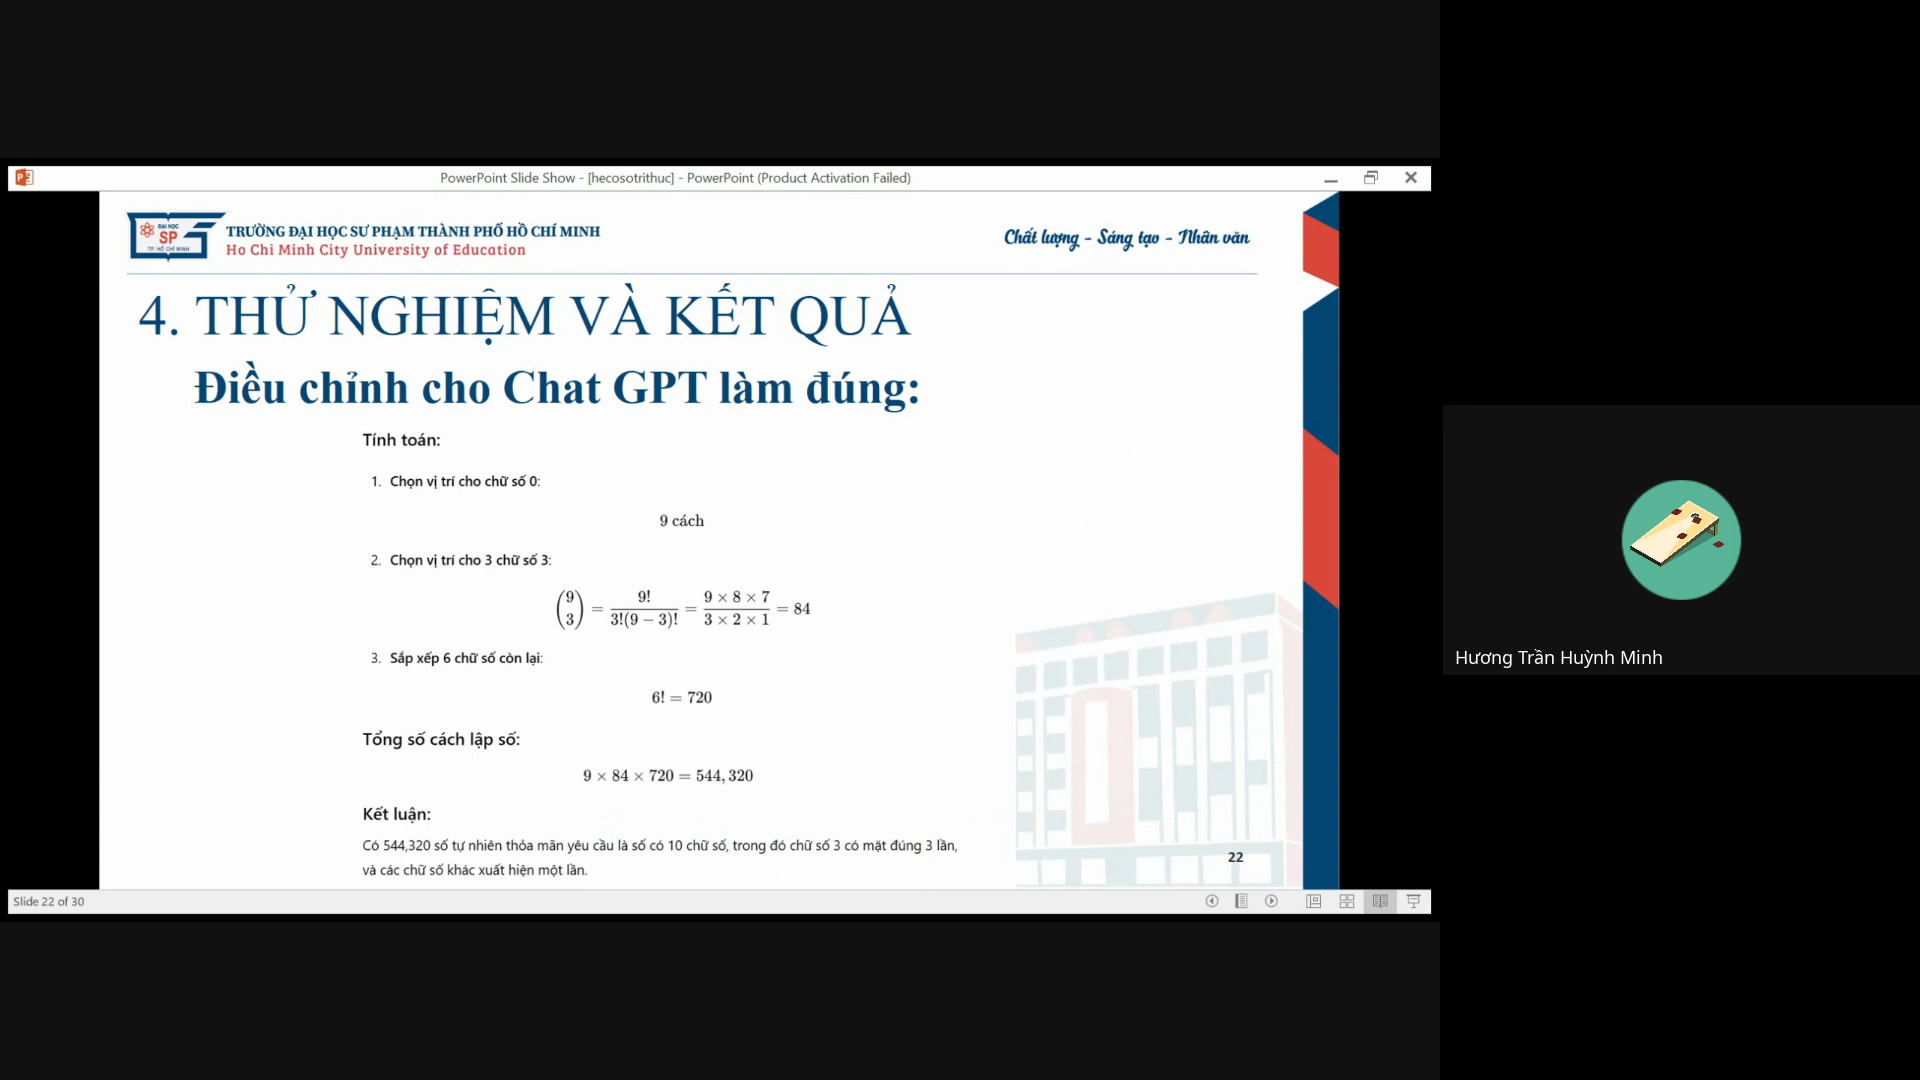 PowerPoint Slide Show - [hecosotrithuc] - PowerPoint (Product Activation Failed)
ĐẠI HỌC
SP
TP. HỒ CHÍ MINH
TRƯỜNG ĐẠI HỌC SƯ PHẠM THÀNH PHỐ HỒ CHÍ MINH
Ho Chi Minh City University of Education
Chất lượng - Sáng tạo - Nhân văn
4. THỬ NGHIỆM VÀ KẾT QUẢ
Điều chỉnh cho Chat GPT làm đúng:
Tính toán:
1. Chọn vị trí cho chữ số 0:
9 cách
2. Chọn vị trí cho 3 chữ số 3:
(9 3) = 9! / 3!(9 − 3)! = 9 × 8 × 7 / 3 × 2 × 1 = 84
3. Sắp xếp 6 chữ số còn lại:
6! = 720
Tổng số cách lập số:
9 × 84 × 720 = 544, 320
Kết luận:
Có 544,320 số tự nhiên thỏa mãn yêu cầu là số có 10 chữ số, trong đó chữ số 3 có mặt đúng 3 lần,
và các chữ số khác xuất hiện một lần.
22
Slide 22 of 30
Hương Trần Huỳnh Minh